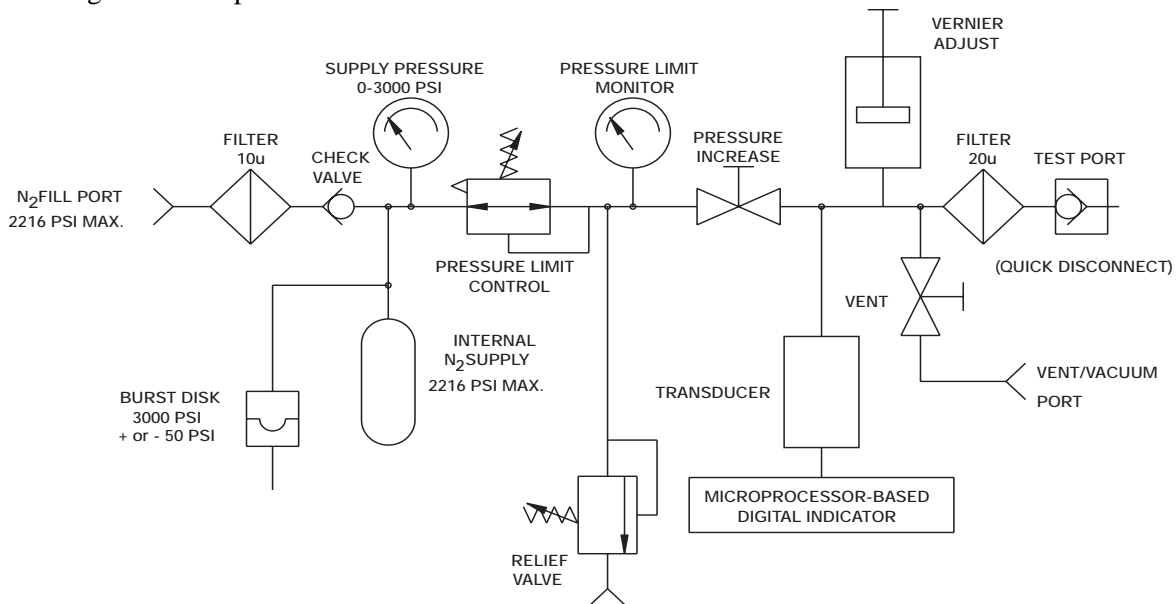 SUPPLY PRESSURE
0-3000 PSI
PRESSURE LIMIT
MONITOR
VERNIER
ADJUST
FILTER
10u
CHECK
VALVE
PRESSURE
INCREASE
FILTER
20u
TEST PORT
N2FILL PORT
2216 PSI MAX.
PRESSURE LIMIT
CONTROL
(QUICK DISCONNECT)
VENT
INTERNAL
N2SUPPLY
2216 PSI MAX.
BURST DISK
3000 PSI
+ or - 50 PSI
TRANSDUCER
VENT/VACUUM
PORT
MICROPROCESSOR-BASED
DIGITAL INDICATOR
RELIEF
VALVE